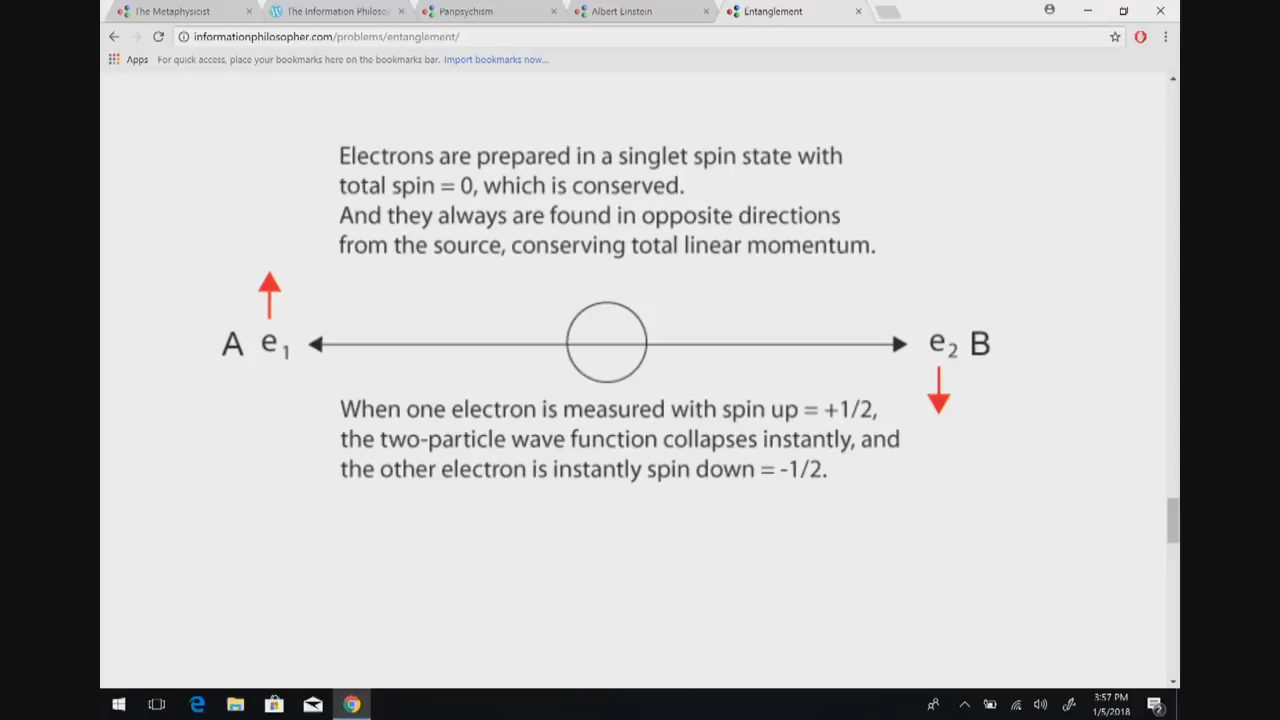 The Metaphysicist
The Information Philoso
Panpsychism
Albert Einstein
Entanglement
informationphilosopher.com/problems/entanglement/
Apps
For quick access, place your bookmarks here on the bookmarks bar. Import bookmarks now...
Electrons are prepared in a singlet spin state with
total spin = 0, which is conserved.
And they always are found in opposite directions
from the source, conserving total linear momentum.
A e₁
e₂ B
When one electron is measured with spin up = +1/2,
the two-particle wave function collapses instantly, and
the other electron is instantly spin down = -1/2.
3:57 PM
1/5/2018
2